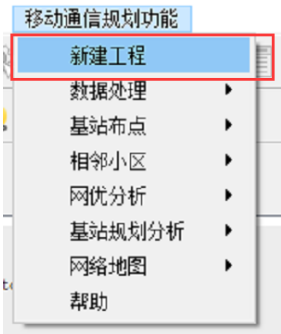 移动通信规划功能
新建工程
数据处理
基站布点
相邻小区
网优分析
基站规划分析
网络地图
帮助